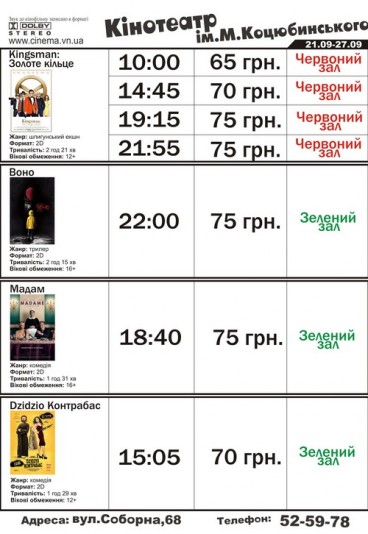 Звук до кінофільму записано в форматі
DOLBY
STEREO
www.cinema.vn.ua
Кінотеатр
ім.М.Коцюбинського
21.09-27.09
Kingsman:
Золоте кільце
Жанр: шпигунський екшн
Формат: 2D
Тривалість: 2 год 21 хв
Вікові обмеження: 12+
10:00 65 грн. Червоний зал
14:45 70 грн. Червоний зал
19:15 75 грн. Червоний зал
21:55 75 грн. Червоний зал
Воно
Жанр: трилер
Формат: 2D
Тривалість: 2 год 15 хв
Вікові обмеження: 16+
22:00 75 грн. Зелений зал
Мадам
MADAME
Жанр: комедія
Формат: 2D
Тривалість: 1 год 31 хв
Вікові обмеження: 16+
18:40 75 грн. Зелений зал
Dzidzio Контрабас
Жанр: комедія
Формат: 2D
Тривалість: 1 год 29 хв
Вікові обмеження: 12+
15:05 70 грн. Зелений зал
Адреса: вул.Соборна,68 Телефон: 52-59-78